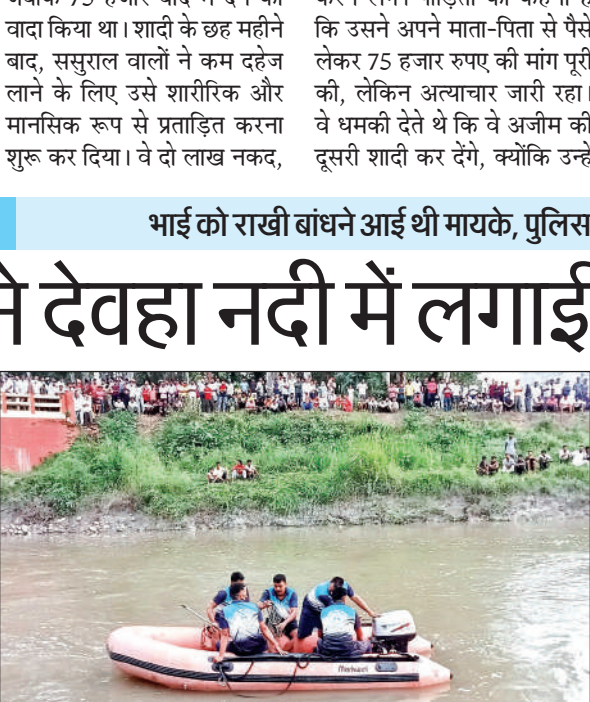 वादा किया था। शादी के छह महीने
बाद, ससुराल वालों ने कम दहेज
लाने के लिए उसे शारीरिक और
मानसिक रूप से प्रताड़ित करना
शुरू कर दिया। वे दो लाख नकद,
कि उसने अपने माता-पिता से पैसे
लेकर 75 हजार रुपए की मांग पूरी
की, लेकिन अत्याचार जारी रहा।
वे धमकी देते थे कि वे अजीम की
दूसरी शादी कर देंगे, क्योंकि उन्हें
भाई को राखी बांधने आई थी मायके, पुलिस
ने देवहा नदी में लगाई